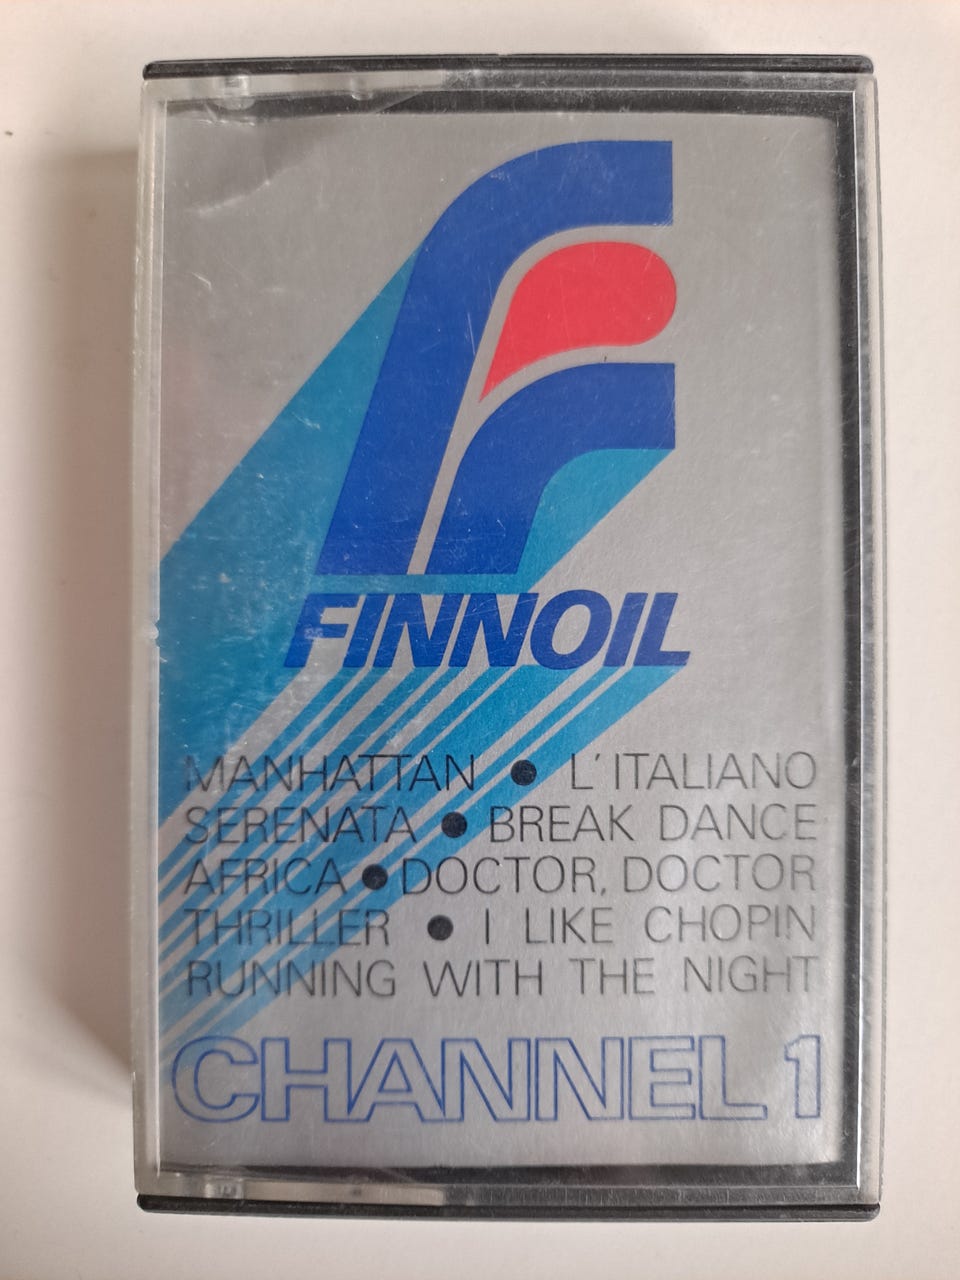 FINNOIL
MANHATTAN ● L'ITALIANO
SERENATA ● BREAK DANCE
AFRICA ● DOCTOR, DOCTOR
THRILLER ● I LIKE CHOPIN
RUNNING WITH THE NIGHT
CHANNEL 1